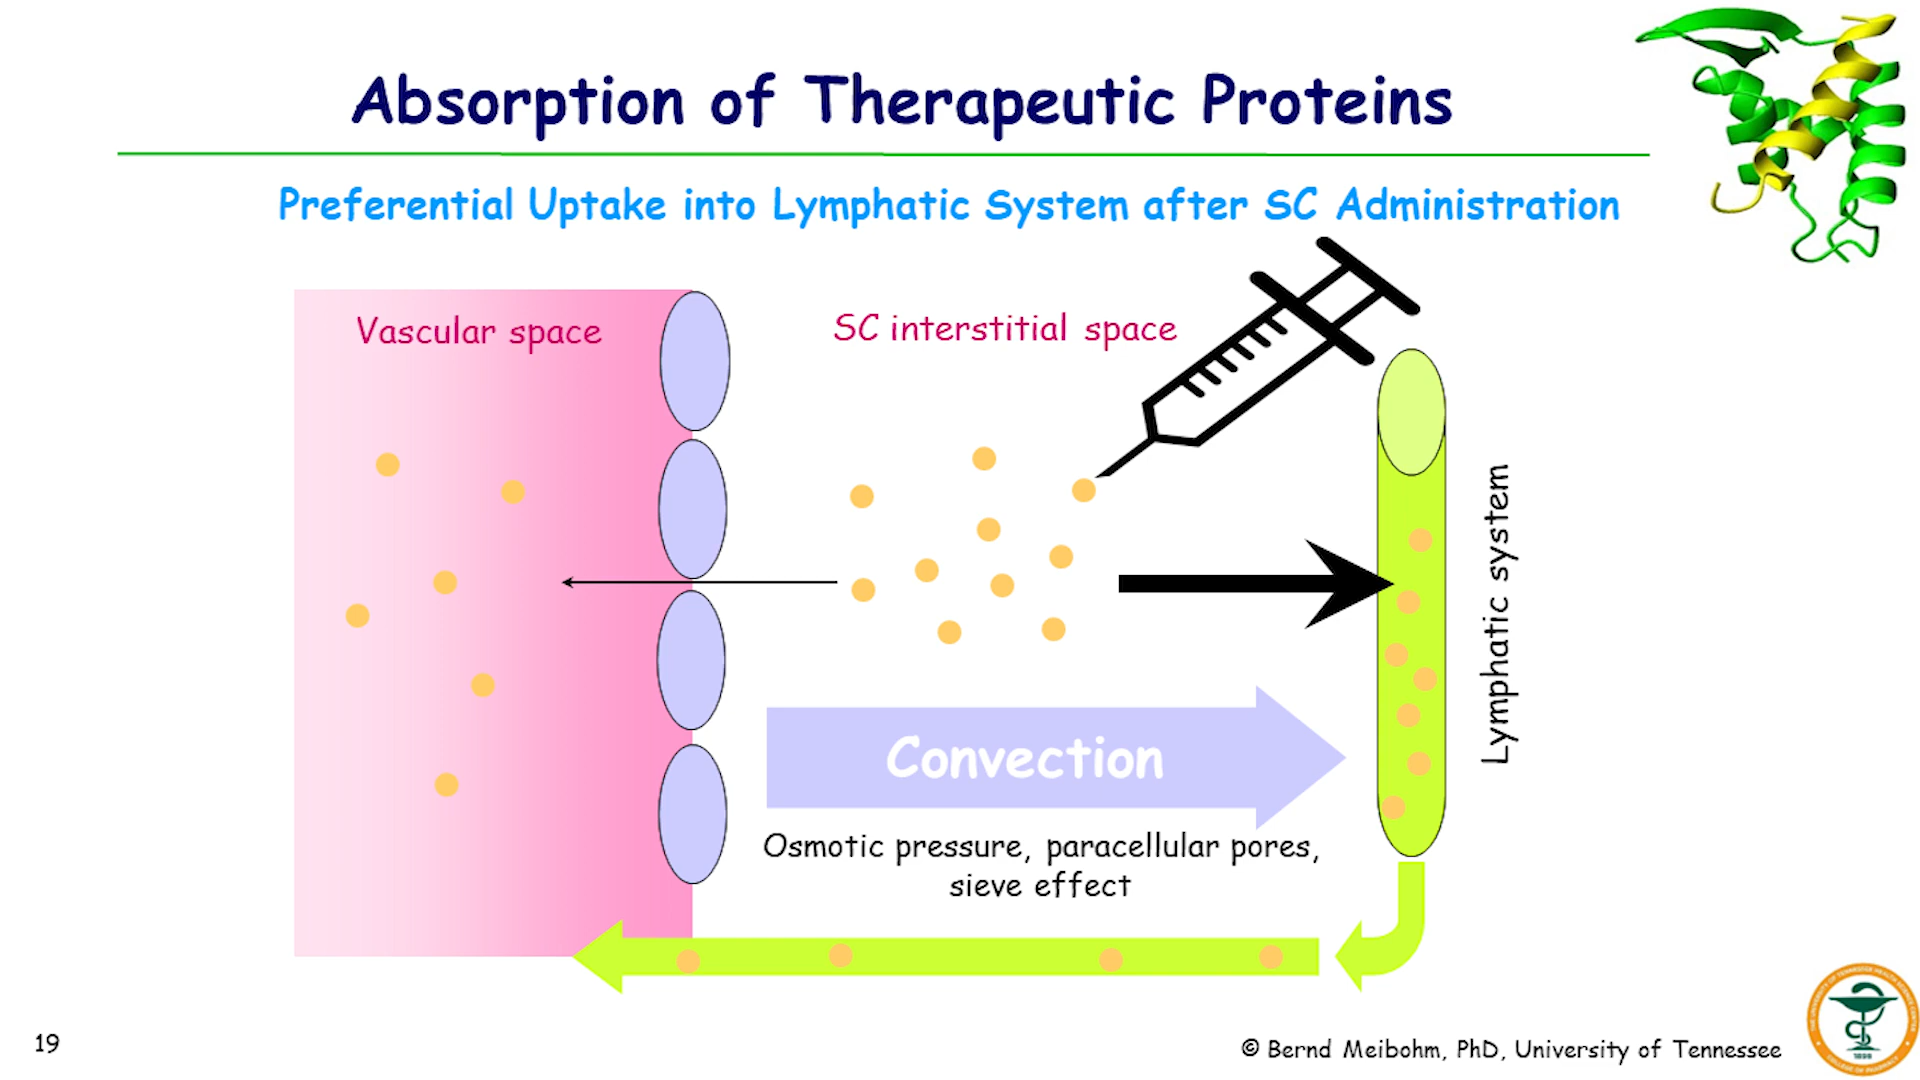 Absorption of Therapeutic Proteins
Preferential Uptake into Lymphatic System after SC Administration
Vascular space
SC interstitial space
Lymphatic system
Convection
Osmotic pressure, paracellular pores,
sieve effect
19
© Bernd Meibohm, PhD, University of Tennessee